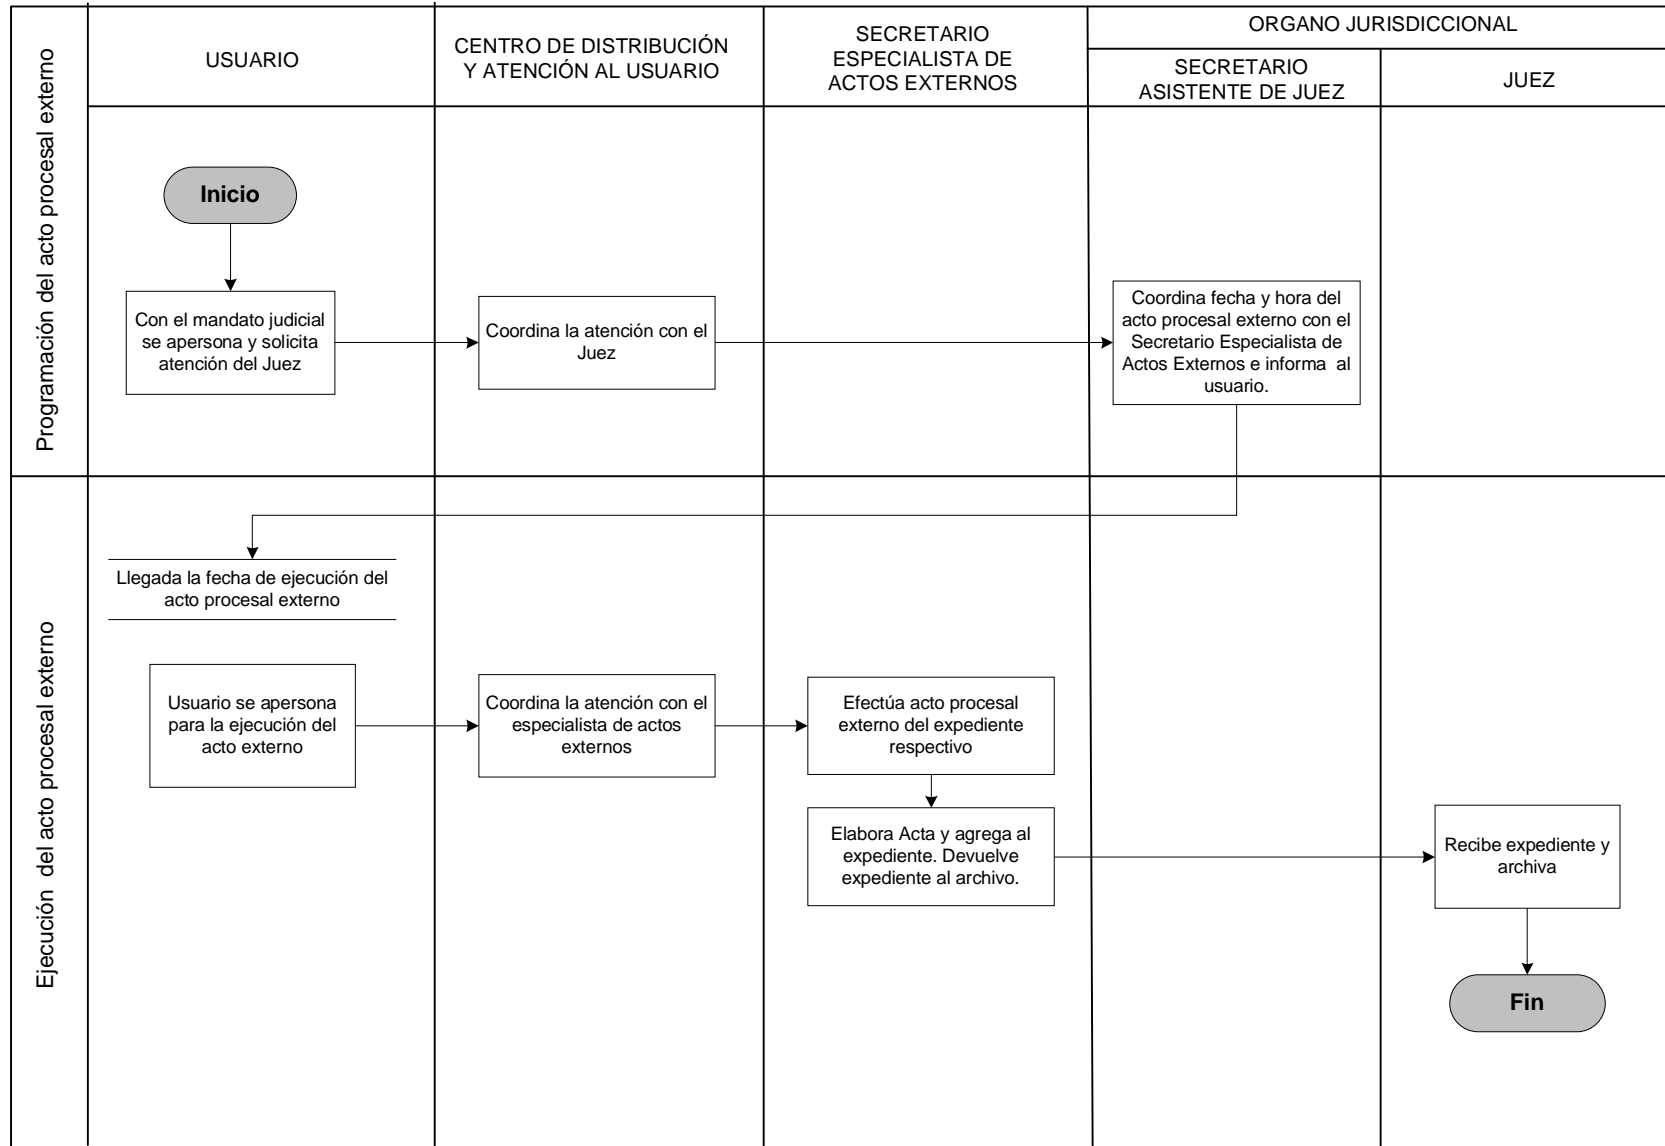 ORGANO JURISDICCIONAL
USUARIO
CENTRO DE DISTRIBUCIÓN
Y ATENCIÓN AL USUARIO
SECRETARIO
ESPECIALISTA DE
ACTOS EXTERNOS
SECRETARIO
ASISTENTE DE JUEZ
JUEZ
Programación del acto procesal externo
Inicio
Con el mandato judicial
se apersona y solicita
atención del Juez
Coordina la atención con el
Juez
Coordina fecha y hora del
acto procesal externo con el
Secretario Especialista de
Actos Externos e informa al
usuario.
Ejecución del acto procesal externo
Llegada la fecha de ejecución del
acto procesal externo
Usuario se apersona
para la ejecución del
acto externo
Coordina la atención con el
especialista de actos
externos
Efectúa acto procesal
externo del expediente
respectivo
Elabora Acta y agrega al
expediente. Devuelve
expediente al archivo.
Recibe expediente y
archiva
Fin